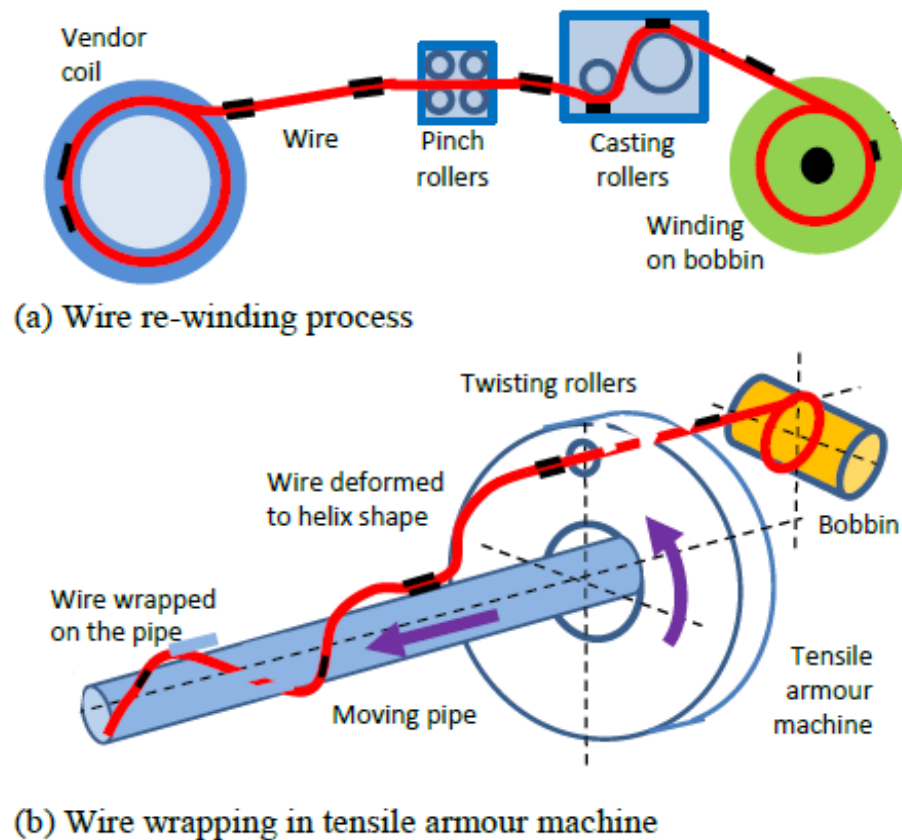 Vendor
coil
Wire
Pinch
rollers
Casting
rollers
Winding
on bobbin
(a) Wire re-winding process
Twisting rollers
Wire deformed
to helix shape
Bobbin
Wire wrapped
on the pipe
Moving pipe
Tensile
armour
machine
(b) Wire wrapping in tensile armour machine